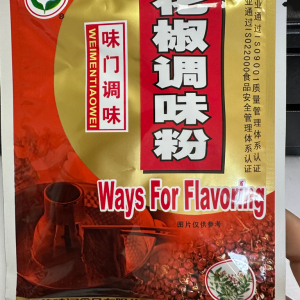 味门调味
WEIMENTIAOWEI
花椒调味粉
业通过ISO9001质量管理体系认证
业通过ISO22000食品安全管理体系认证
Ways For Flavoring
图片仅供参考